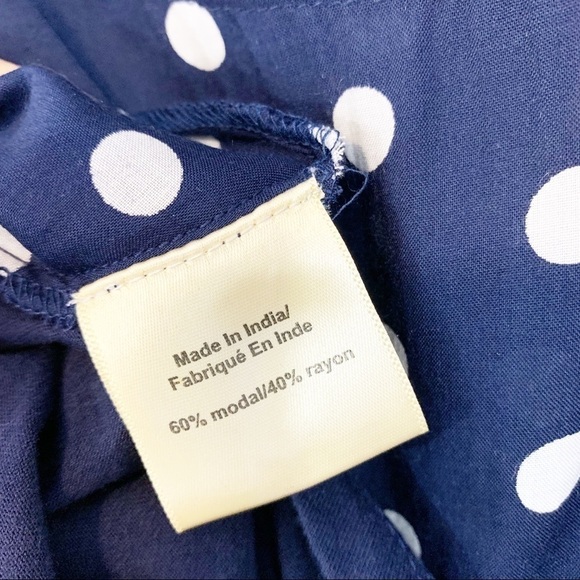 Made In India/
Fabriqué En Inde
60% modal/40% rayon